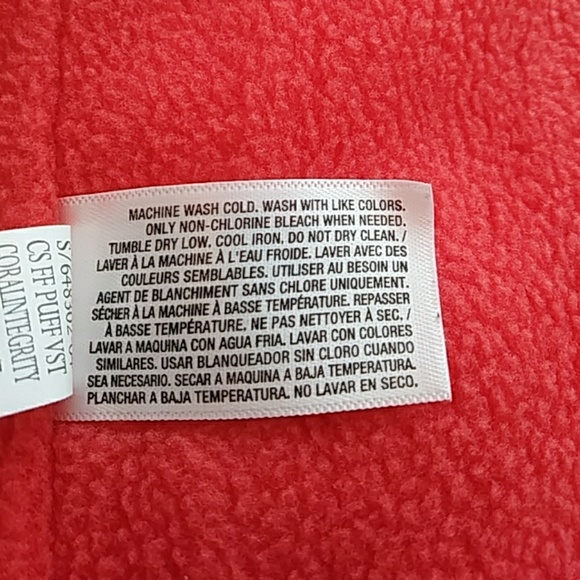 MACHINE WASH COLD. WASH WITH LIKE COLORS.
ONLY NON-CHLORINE BLEACH WHEN NEEDED.
TUMBLE DRY LOW. COOL IRON. DO NOT DRY CLEAN. /
LAVER À LA MACHINE À L'EAU FROIDE. LAVER AVEC DES
COULEURS SEMBLABLES. UTILISER AU BESOIN UN
AGENT DE BLANCHIMENT SANS CHLORE UNIQUEMENT.
SÉCHER À LA MACHINE À BASSE TEMPÉRATURE. REPASSER
À BASSE TEMPÉRATURE. NE PAS NETTOYER À SEC. /
LAVAR A MAQUINA CON AGUA FRIA. LAVAR CON COLORES
SIMILARES. USAR BLANQUEADOR SIN CLORO CUANDO
SEA NECESARIO. SECAR A MAQUINA A BAJA TEMPERATURA.
PLANCHAR A BAJA TEMPERATURA. NO LAVAR EN SECO.
CS FF PUFF VST
CORALINTEGRITY